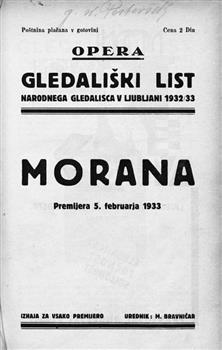 Poštnina plačana v gotovini Cena 2 Din
OPERA
GLEDALIŠKI LIST
NARODNEGA GLEDALIŠČA V LJUBLJANI 1932/33
MORANA
Premijera 5. februarja 1933
IZHAJA ZA VSAKO PREMIJERO UREDNIK: M. BRAVNIČAR